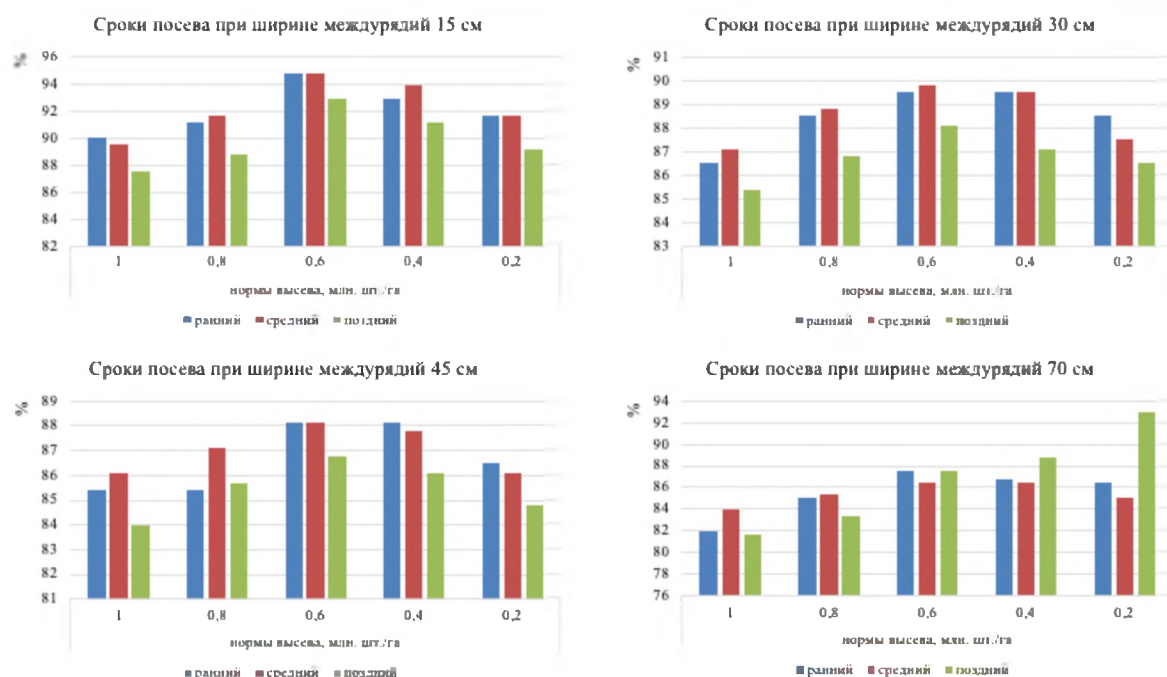 Сроки посева при ширине междурядий 15 см
%
96
94
92
90
88
86
84
82
1 0,8 0,6 0,4 0,2
нормы высева, млн. шт./га
ранний средний поздний
Сроки посева при ширине междурядий 30 см
%
91
90
89
88
87
86
85
84
83
1 0,8 0,6 0,4 0,2
нормы высева, млн. шт./га
ранний средний поздний
Сроки посева при ширине междурядий 45 см
%
89
88
87
86
85
84
83
82
81
1 0,8 0,6 0,4 0,2
нормы высева, млн. шт./га
ранний средний поздний
Сроки посева при ширине междурядий 70 см
%
94
92
90
88
86
84
82
80
78
76
1 0,8 0,6 0,4 0,2
нормы высева, млн. шт./га
ранний средний поздний